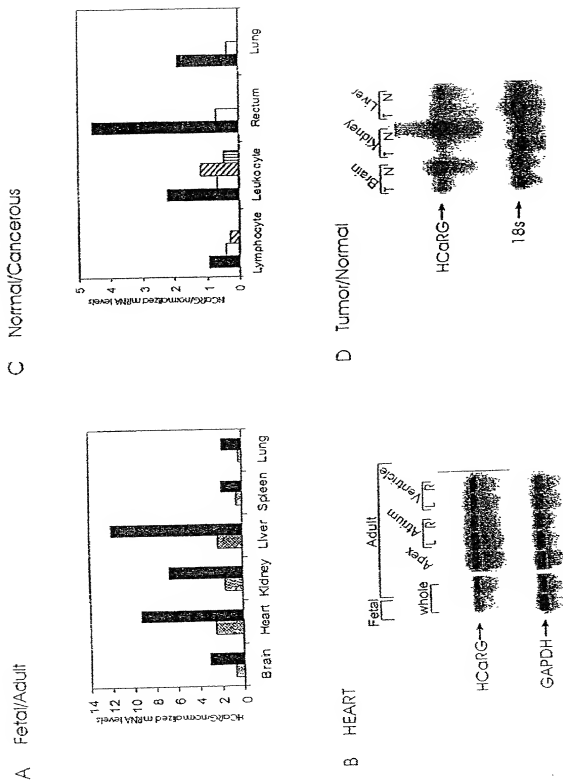 A Fetal/Adult
HCaRG/normalized mRNA levels
14
12
10
8
6
4
2
0
Brain Heart Kidney Liver Spleen Lung
B HEART
Fetal Adult
whole Apex Atrium Ventricle
L R L R
HCaRG→
GAPDH→
C Normal/Cancerous
HCaRG/normalized mRNA levels
5
4
3
2
1
0
Lymphocyte Leukocyte Rectum Lung
D Tumor/Normal
Brain Kidney Liver
T N T N T N
HCaRG→
18s→